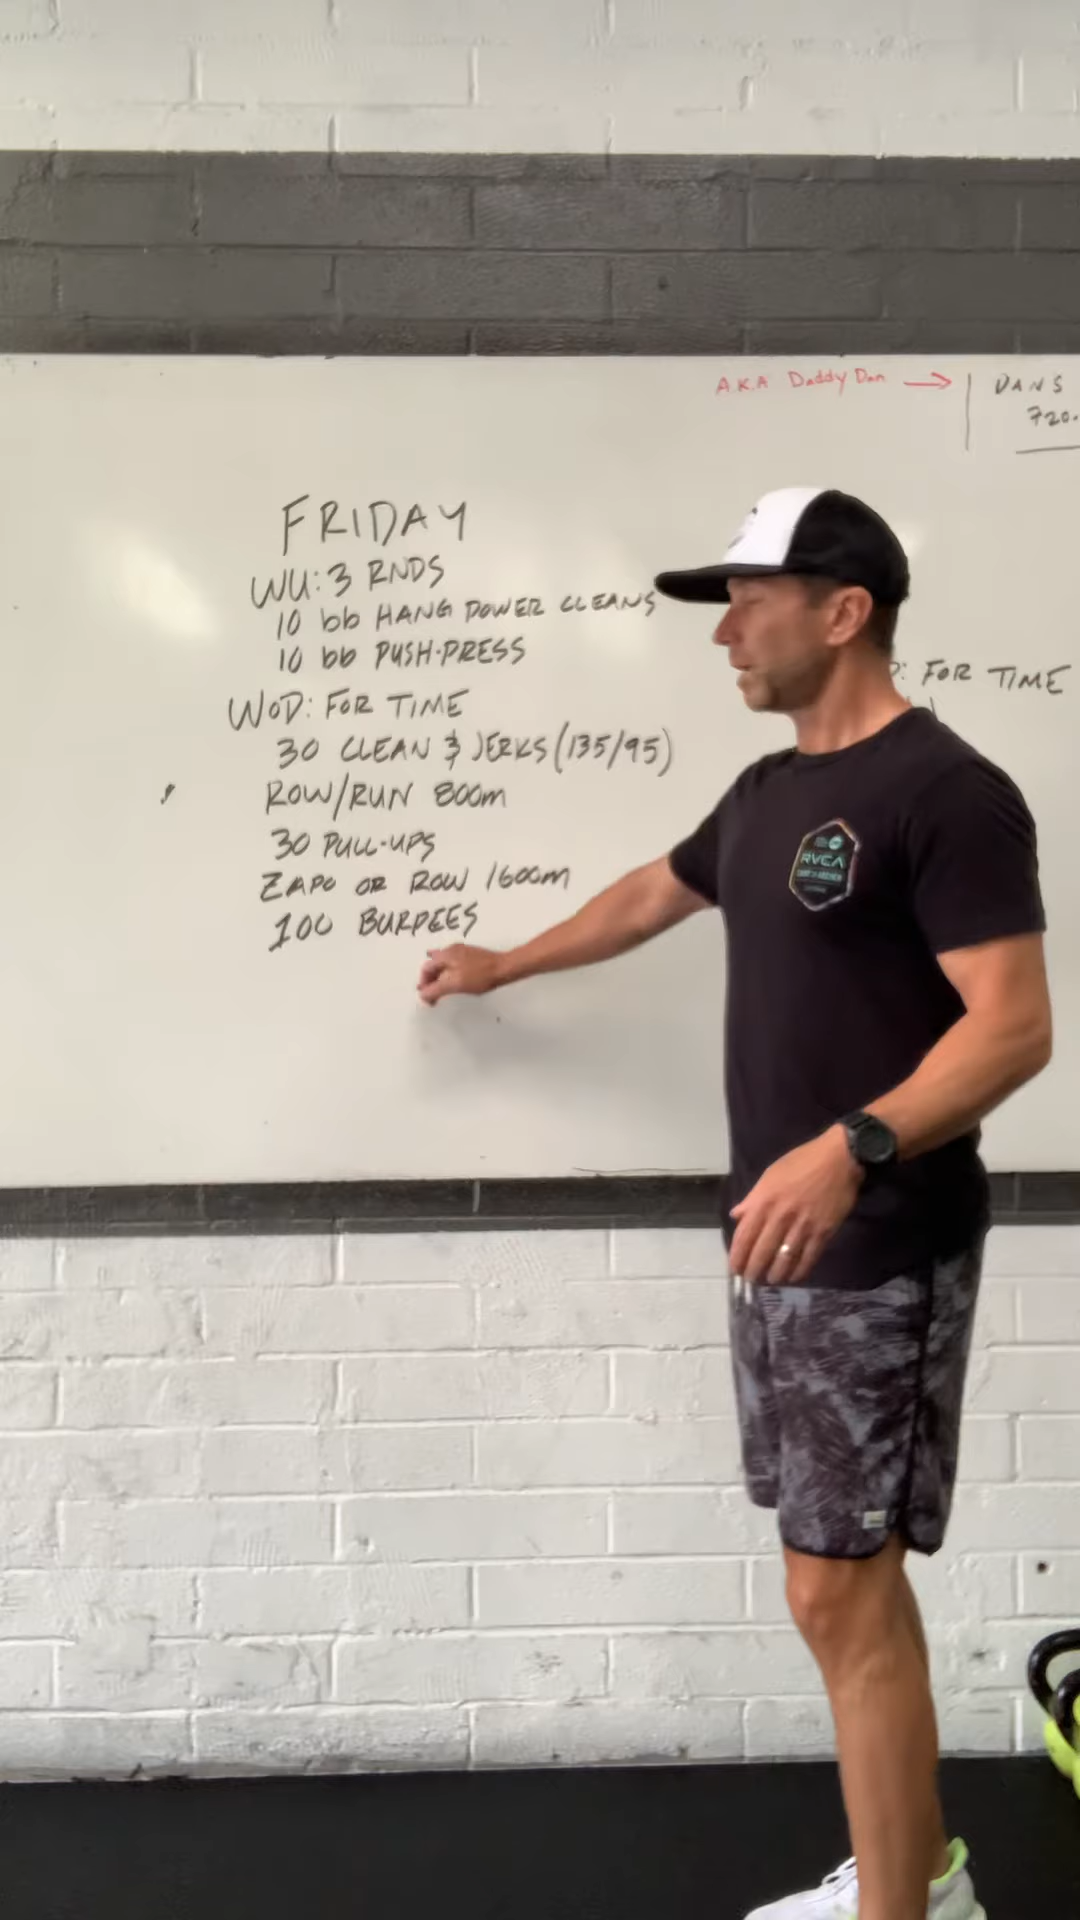 A.K.A Daddy Dan →
DANS
720.
FRIDAY
WU: 3 RNDS
10 bb HANG POWER CLEANS
10 bb PUSH-PRESS
WOD: FOR TIME
30 CLEAN & JERKS (135/95)
ROW/RUN 800m
30 PULL-UPS
ZAPO OR ROW 1600m
100 BURPEES
: FOR TIME
RVCA